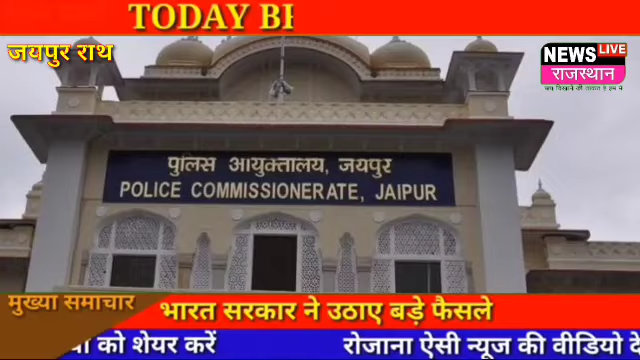 TODAY
जयपुर राथ
NEWS LIVE
राजस्थान
पुलिस आयुक्तालय, जयपुर
POLICE COMMISSIONERATE, JAIPUR
मुख्या समाचार
भारत सरकार ने उठाए बड़े फैसले
को शेयर करें रोजाना ऐसी न्यूज की वीडियो